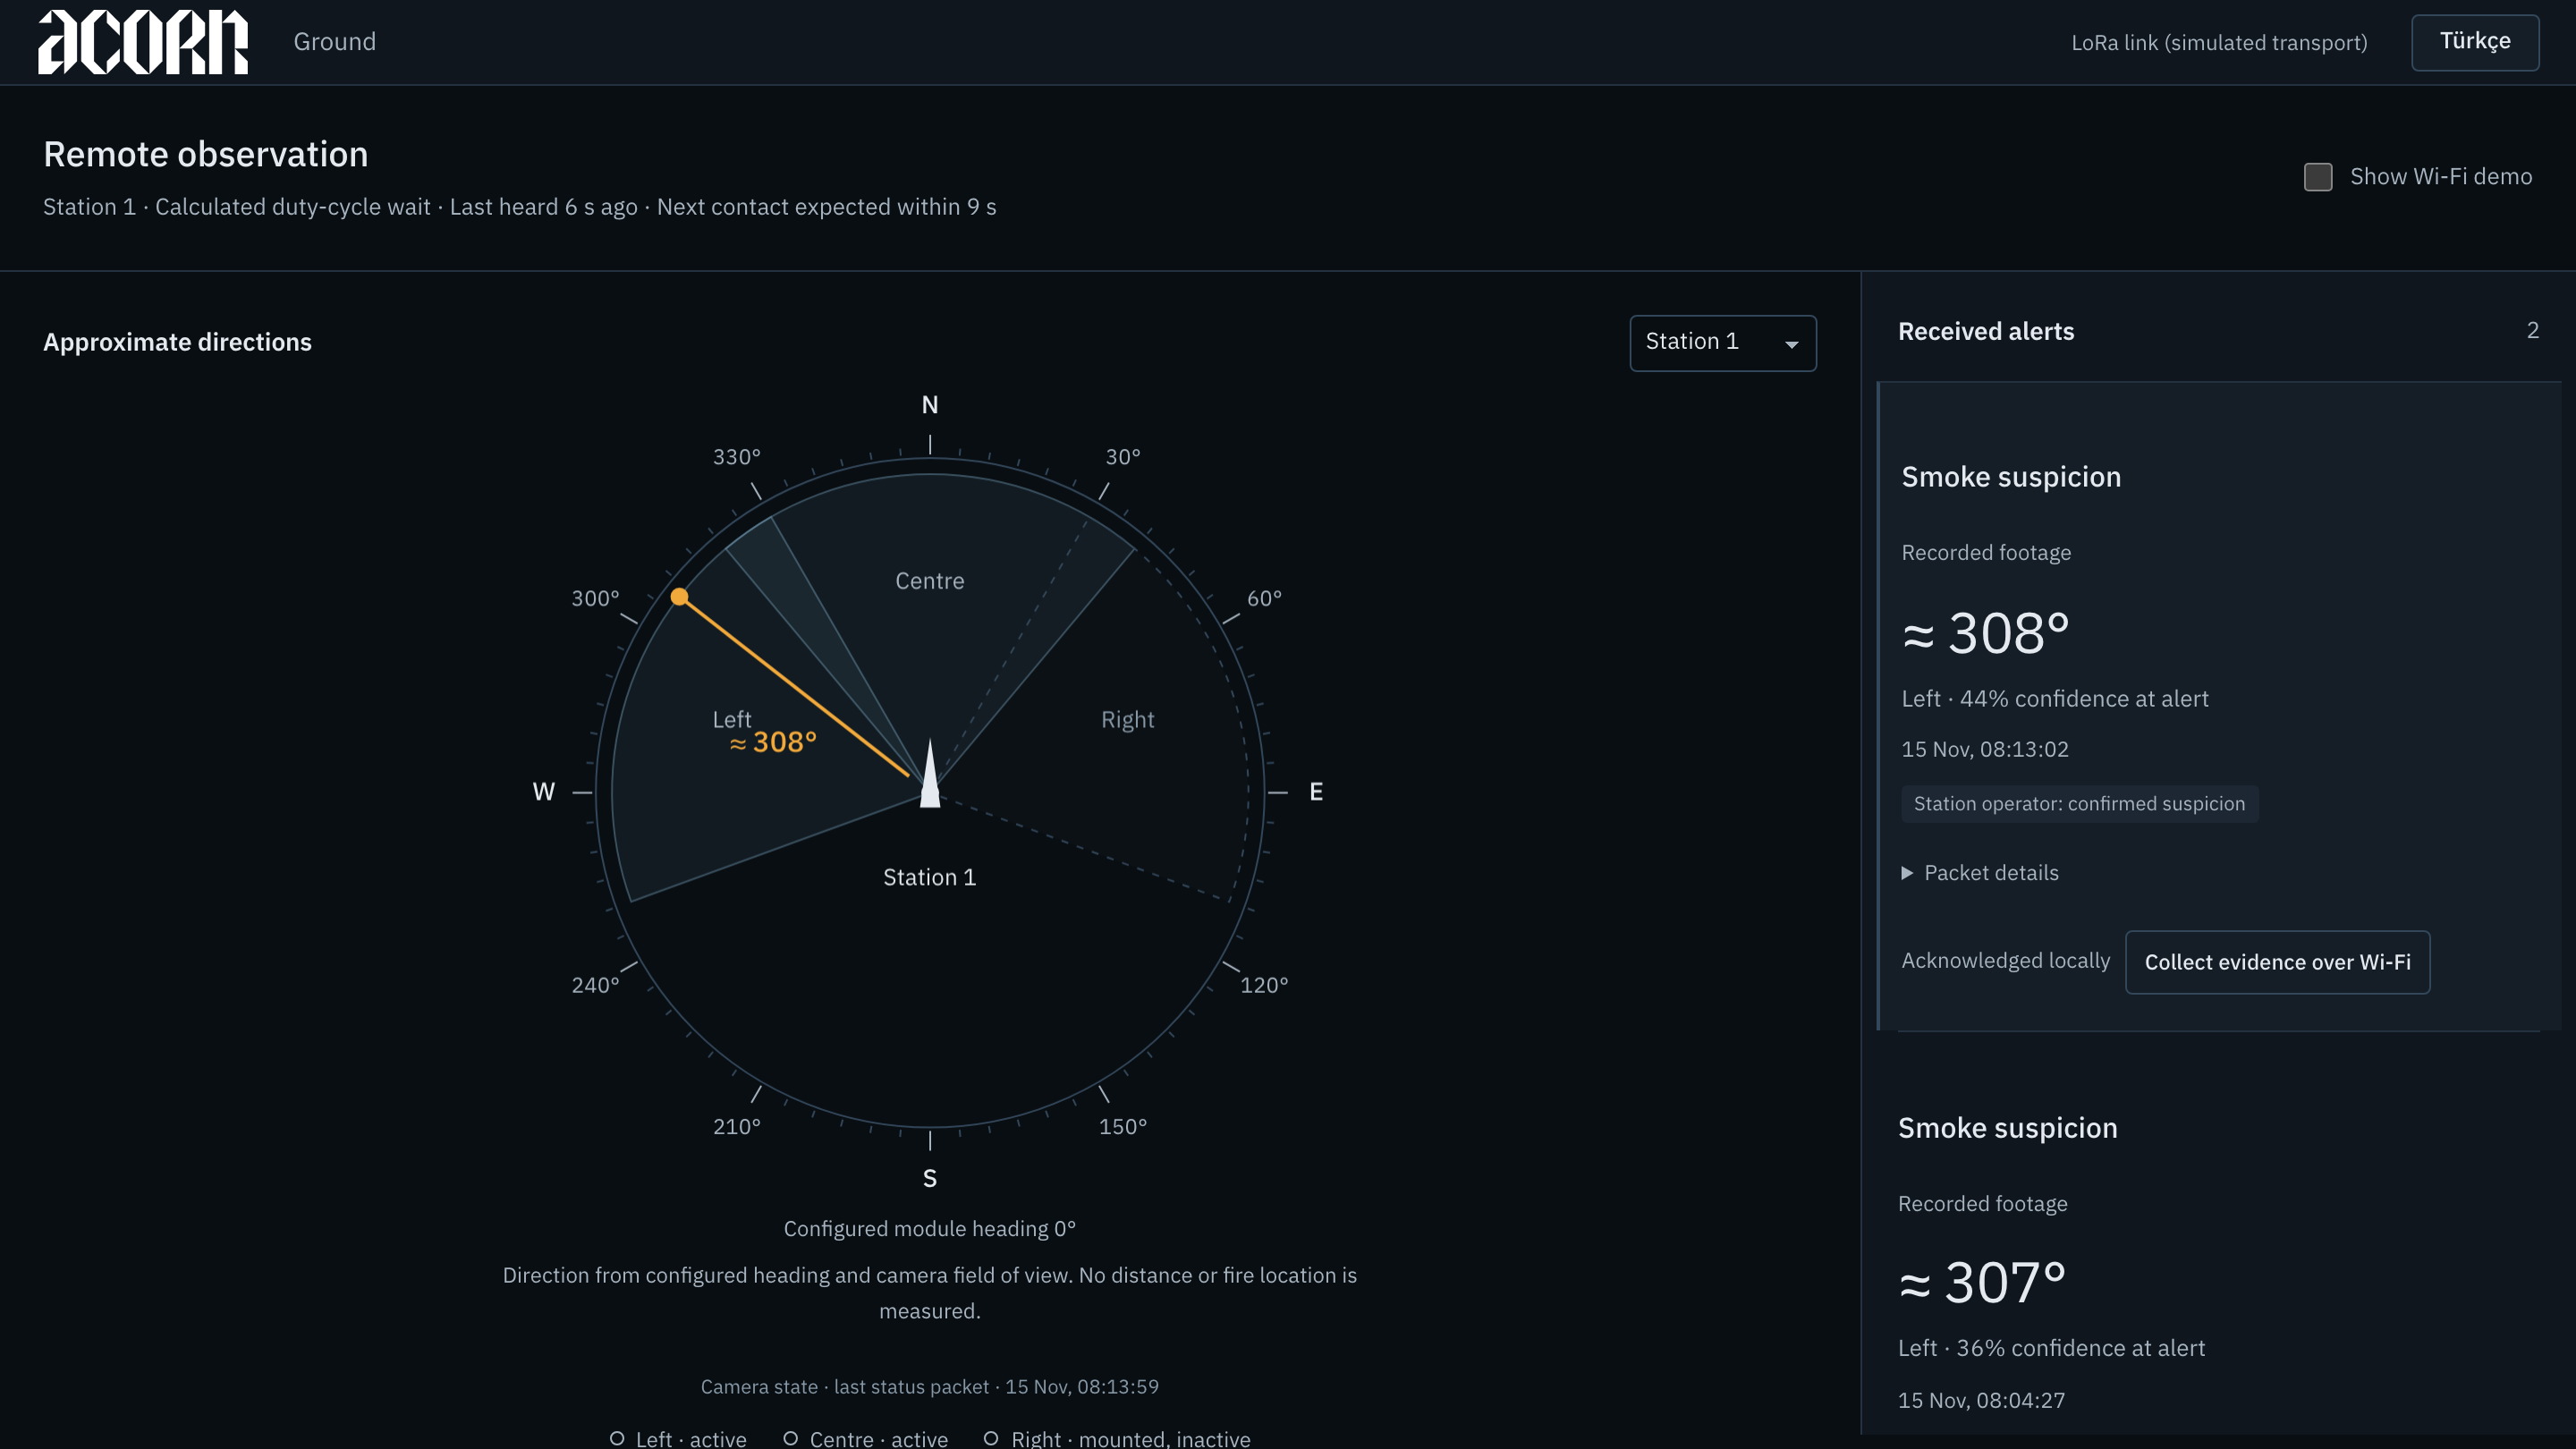 acorn
Ground
LoRa link (simulated transport)
Türkçe
Remote observation
Station 1 · Calculated duty-cycle wait · Last heard 6 s ago · Next contact expected within 9 s
Show Wi-Fi demo
Approximate directions
Station 1
N
330°
30°
300°
60°
Centre
Left
≈ 308°
Right
W
E
Station 1
240°
120°
210°
150°
S
Configured module heading 0°
Direction from configured heading and camera field of view. No distance or fire location is
measured.
Camera state · last status packet · 15 Nov, 08:13:59
Left · active
Centre · active
Right · mounted, inactive
Received alerts
2
Smoke suspicion
Recorded footage
≈ 308°
Left · 44% confidence at alert
15 Nov, 08:13:02
Station operator: confirmed suspicion
Packet details
Acknowledged locally
Collect evidence over Wi-Fi
Smoke suspicion
Recorded footage
≈ 307°
Left · 36% confidence at alert
15 Nov, 08:04:27